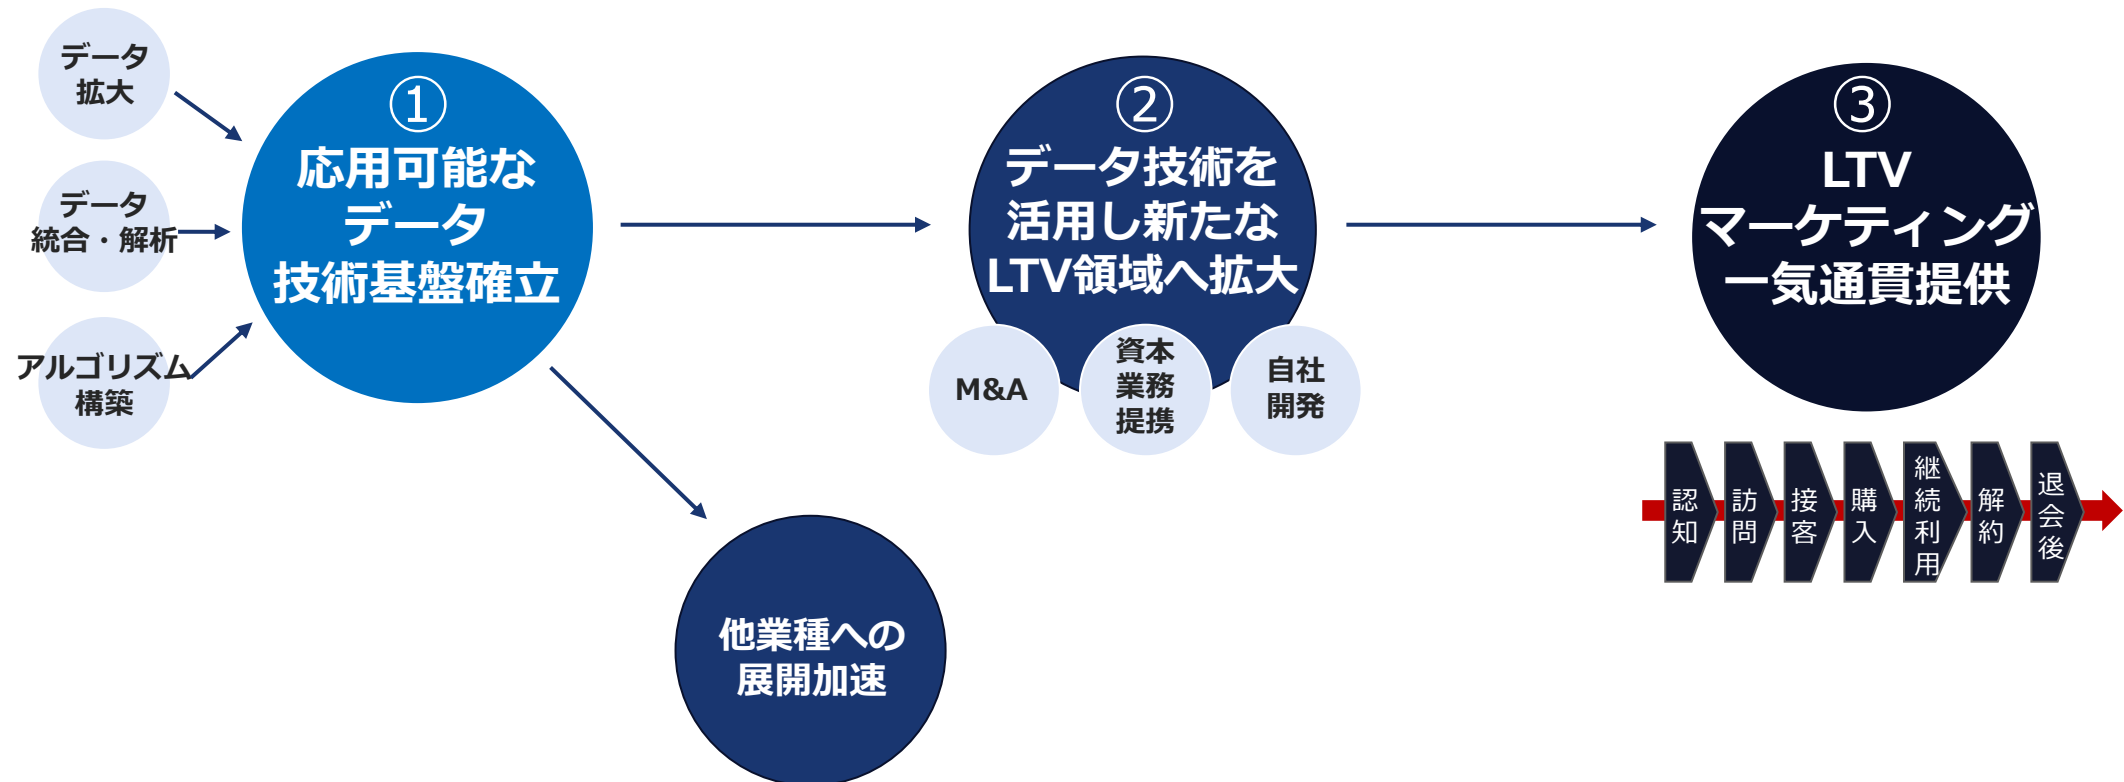 データ
拡大
データ
統合・解析
アルゴリズム
構築
①
応用可能な
データ
技術基盤確立
②
データ技術を
活用し新たな
LTV領域へ拡大
M&A
資本
業務
提携
自社
開発
③
LTV
マーケティング
一気通貫提供
認知
訪問
接客
購入
継続利用
解約
退会後
他業種への
展開加速